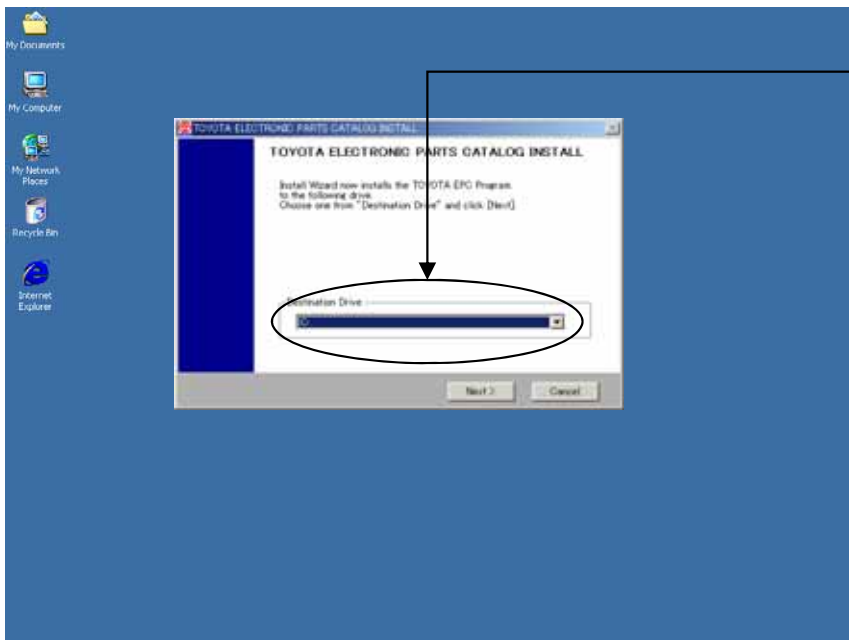 My Documents
My Computer
My Network
Places
Recycle Bin
Internet
Explorer
TOYOTA ELECTRONIC PARTS CATALOG INSTALL
TOYOTA ELECTRONIC PARTS CATALOG INSTALL
Install Wizard now installs the TOYOTA EPC Program
to the following drive.
Choose one from "Destination Drive" and click [Next]
Destination Drive
Next >
Cancel